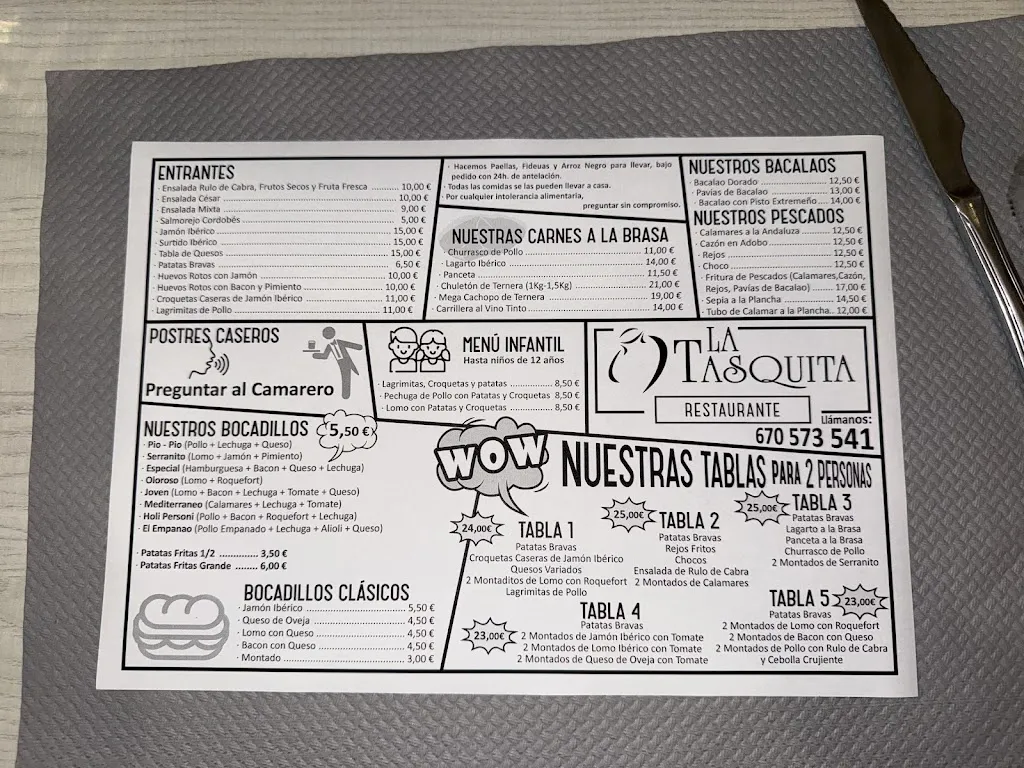 ENTRANTES
· Ensalada Rulo de Cabra, Frutos Secos y Fruta Fresca .......... 10,00 €
· Ensalada César .......... 10,00 €
· Ensalada Mixta .......... 9,00 €
· Salmorejo Cordobés .......... 5,00 €
· Jamón Ibérico .......... 15,00 €
· Surtido Ibérico .......... 15,00 €
· Tabla de Quesos .......... 15,00 €
· Patatas Bravas .......... 6,50 €
· Huevos Rotos con Jamón .......... 10,00 €
· Huevos Rotos con Bacon y Pimiento .......... 10,00 €
· Croquetas Caseras de Jamón Ibérico .......... 11,00 €
· Lagrimitas de Pollo .......... 11,00 €
· Hacemos Paellas, Fideuas y Arroz Negro para llevar, bajo
pedido con 24h. de antelación.
· Todas las comidas se las pueden llevar a casa.
· Por cualquier intolerancia alimentaria,
preguntar sin compromiso.
NUESTRAS CARNES A LA BRASA
· Churrasco de Pollo .......... 11,00 €
· Lagarto Ibérico .......... 14,00 €
· Panceta .......... 11,50 €
· Chuletón de Ternera (1Kg-1,5Kg) .......... 21,00 €
· Mega Cachopo de Ternera .......... 19,00 €
· Carrillera al Vino Tinto .......... 14,00 €
NUESTROS BACALAOS
· Bacalao Dorado .......... 12,50 €
· Pavías de Bacalao .......... 13,00 €
· Bacalao con Pisto Extremeño .... 14,00 €
NUESTROS PESCADOS
· Calamares a la Andaluza .......... 12,50 €
· Cazón en Adobo .......... 12,50 €
· Rejos .......... 12,50 €
· Choco .......... 12,50 €
· Fritura de Pescados (Calamares,Cazón,
Rejos, Pavías de Bacalao) ...... 17,00 €
· Sepia a la Plancha .......... 14,50 €
· Tubo de Calamar a la Plancha.. 12,00 €
POSTRES CASEROS
Preguntar al Camarero
MENÚ INFANTIL
Hasta niños de 12 años
· Lagrimitas, Croquetas y patatas .......... 8,50 €
· Pechuga de Pollo con Patatas y Croquetas 8,50 €
· Lomo con Patatas y Croquetas .......... 8,50 €
LA
TASQUITA
RESTAURANTE
Llámanos:
670 573 541
NUESTROS BOCADILLOS 5,50 €
· Pio - Pio (Pollo + Lechuga + Queso)
· Serranito (Lomo + Jamón + Pimiento)
· Especial (Hamburguesa + Bacon + Queso + Lechuga)
· Oloroso (Lomo + Roquefort)
· Joven (Lomo + Bacon + Lechuga + Tomate + Queso)
· Mediterraneo (Calamares + Lechuga + Tomate)
· Holi Personi (Pollo + Bacon + Roquefort + Lechuga)
· El Empanao (Pollo Empanado + Lechuga + Alioli + Queso)
· Patatas Fritas 1/2 ............. 3,50 €
· Patatas Fritas Grande ........ 6,00 €
BOCADILLOS CLÁSICOS
· Jamón Ibérico .......... 5,50 €
· Queso de Oveja .......... 4,50 €
· Lomo con Queso .......... 4,50 €
· Bacon con Queso .......... 4,50 €
· Montado .......... 3,00 €
WOW
NUESTRAS TABLAS PARA 2 PERSONAS
24,00€
TABLA 1
Patatas Bravas
Croquetas Caseras de Jamón Ibérico
Quesos Variados
2 Montaditos de Lomo con Roquefort
Lagrimitas de Pollo
25,00€
TABLA 2
Patatas Bravas
Rejos Fritos
Chocos
Ensalada de Rulo de Cabra
2 Montados de Calamares
25,00€
TABLA 3
Patatas Bravas
Lagarto a la Brasa
Panceta a la Brasa
Churrasco de Pollo
2 Montados de Serranito
TABLA 4
23,00€
Patatas Bravas
2 Montados de Jamón Ibérico con Tomate
2 Montados de Lomo Ibérico con Tomate
2 Montados de Queso de Oveja con Tomate
TABLA 5
23,00€
Patatas Bravas
2 Montados de Lomo con Roquefort
2 Montados de Bacon con Queso
2 Montados de Pollo con Rulo de Cabra
y Cebolla Crujiente